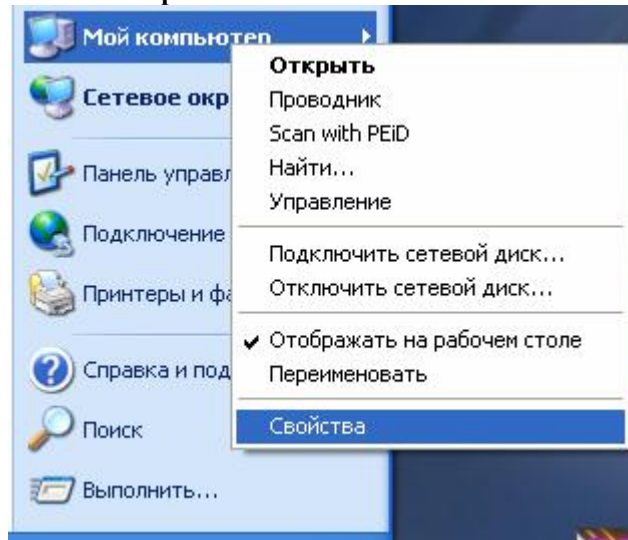 Мой компьютер
Открыть
Сетевое окр
Проводник
Scan with PEiD
Найти...
Панель управл
Управление
Подключение
Подключить сетевой диск...
Отключить сетевой диск...
Принтеры и фа
Отображать на рабочем столе
Справка и под
Переименовать
Поиск
Свойства
Выполнить...